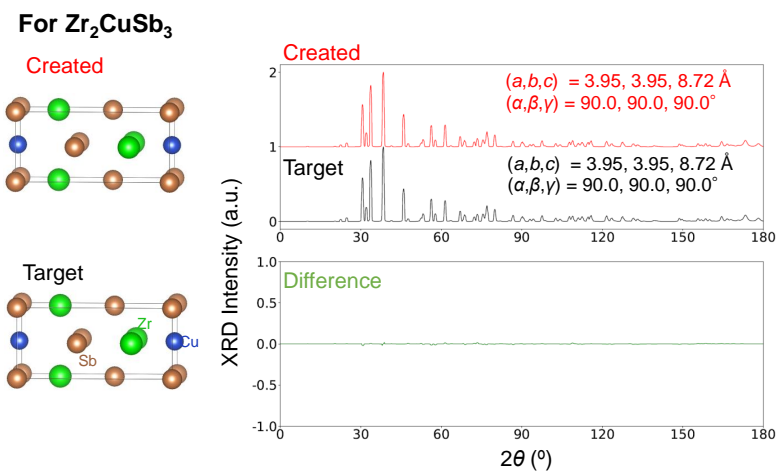 For Zr₂CuSb₃
Created
Target
Zr
Cu
Sb
XRD Intensity (a.u.)
Created
(a,b,c) = 3.95, 3.95, 8.72 Å
(α,β,γ) = 90.0, 90.0, 90.0°
Target
(a,b,c) = 3.95, 3.95, 8.72 Å
(α,β,γ) = 90.0, 90.0, 90.0°
2
1
0
0 30 60 90 120 150 180
Difference
1.0
0.5
0.0
-0.5
-1.0
0 30 60 90 120 150 180
2θ (º)